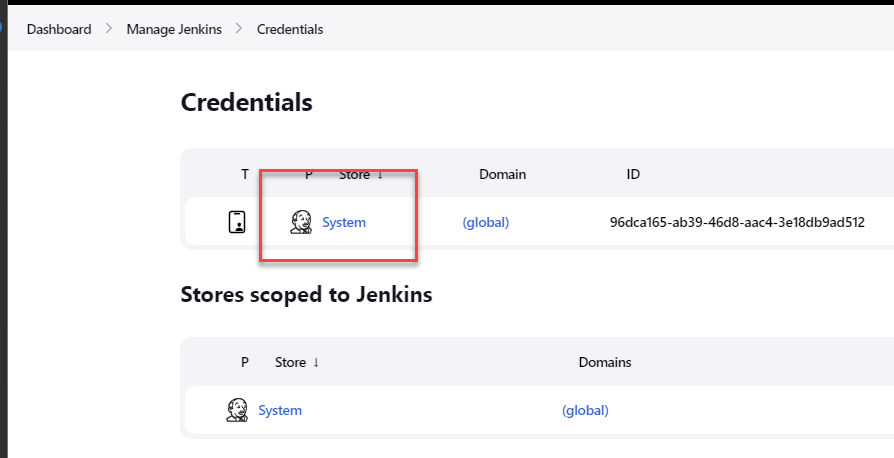 Dashboard > Manage Jenkins > Credentials
Credentials
T P Store ↓ Domain ID
System (global) 96dca165-ab39-46d8-aac4-3e18db9ad512
Stores scoped to Jenkins
P Store ↓ Domains
System (global)